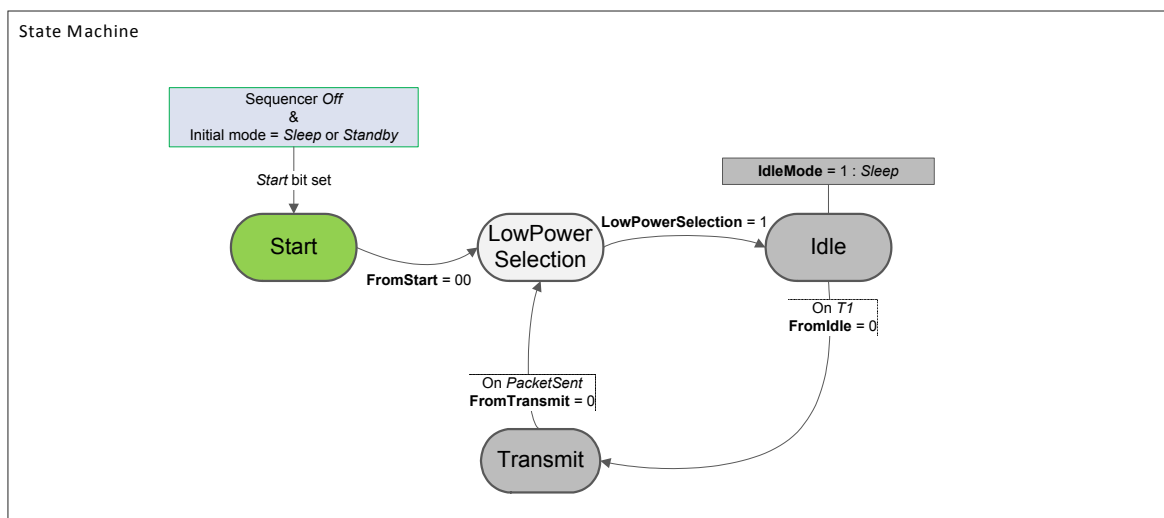 State Machine
Sequencer Off
&
Initial mode = Sleep or Standby
Start bit set
IdleMode = 1 : Sleep
Start
FromStart = 00
LowPower
Selection
LowPowerSelection = 1
Idle
On T1
FromIdle = 0
On PacketSent
FromTransmit = 0
Transmit